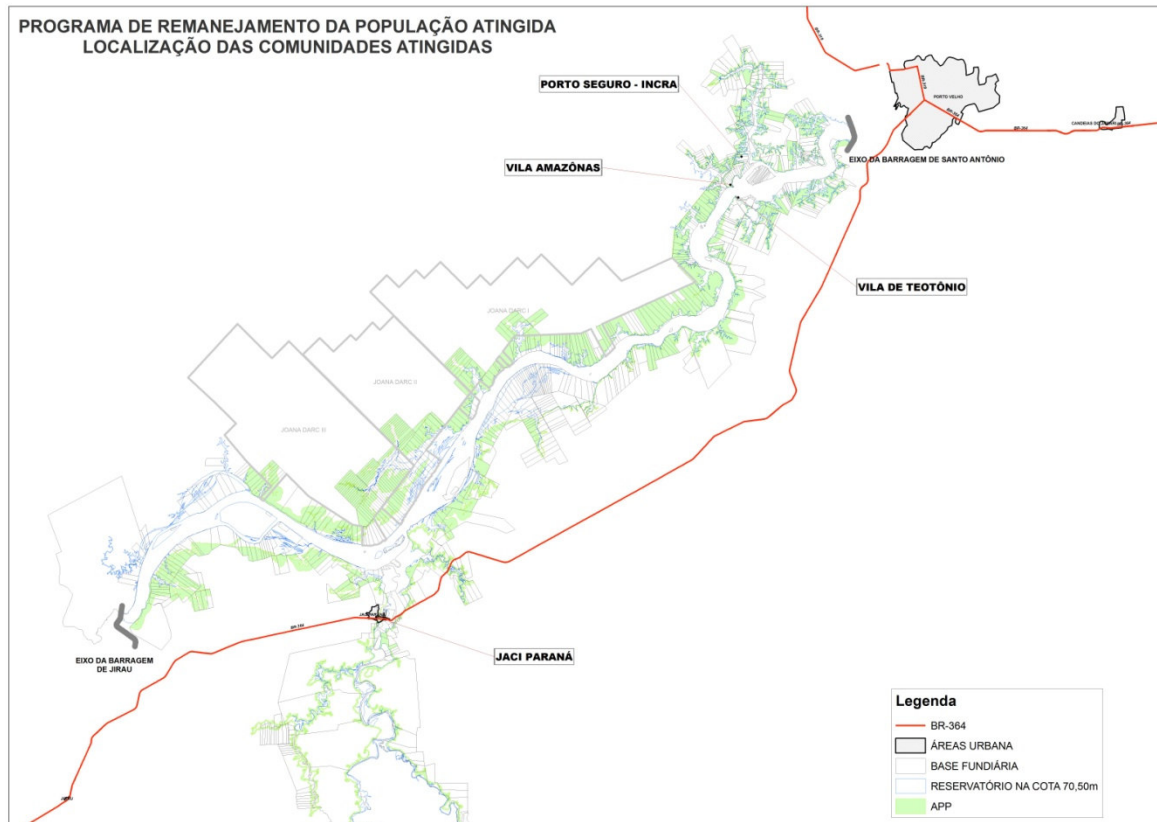 PROGRAMA DE REMANEJAMENTO DA POPULAÇÃO ATINGIDA
LOCALIZAÇÃO DAS COMUNIDADES ATINGIDAS
PORTO SEGURO - INCRA
PORTO VELHO
BR-364
EIXO DA BARRAGEM DE SANTO ANTÔNIO
VILA AMAZÔNAS
VILA DE TEOTÔNIO
JOANA DARC I
JOANA DARC II
JOANA DARC III
EIXO DA BARRAGEM
DE JIRAU
JACI PARANÁ
Legenda
BR-364
ÁREAS URBANA
BASE FUNDIÁRIA
RESERVATÓRIO NA COTA 70,50m
APP